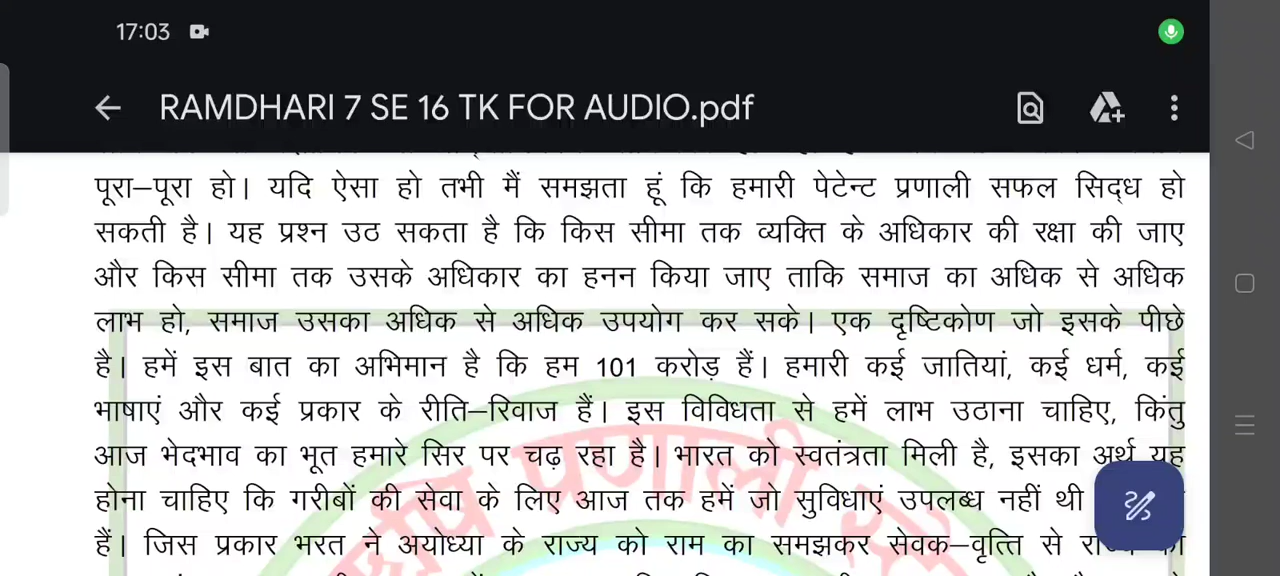 17:03
RAMDHARI 7 SE 16 TK FOR AUDIO.pdf
पूरा–पूरा हो। यदि ऐसा हो तभी मैं समझता हूं कि हमारी पेटेन्ट प्रणाली सफल सिद्ध हो
सकती है। यह प्रश्न उठ सकता है कि किस सीमा तक व्यक्ति के अधिकार की रक्षा की जाए
और किस सीमा तक उसके अधिकार का हनन किया जाए ताकि समाज का अधिक से अधिक
लाभ हो, समाज उसका अधिक से अधिक उपयोग कर सके। एक दृष्टिकोण जो इसके पीछे
है। हमें इस बात का अभिमान है कि हम 101 करोड़ हैं। हमारी कई जातियां, कई धर्म, कई
भाषाएं और कई प्रकार के रीति–रिवाज हैं। इस विविधता से हमें लाभ उठाना चाहिए, किंतु
आज भेदभाव का भूत हमारे सिर पर चढ़ रहा है। भारत को स्वतंत्रता मिली है, इसका अर्थ यह
होना चाहिए कि गरीबों की सेवा के लिए आज तक हमें जो सुविधाएं उपलब्ध नहीं थी
हैं। जिस प्रकार भरत ने अयोध्या के राज्य को राम का समझकर सेवक–वृत्ति से
प्रणाली